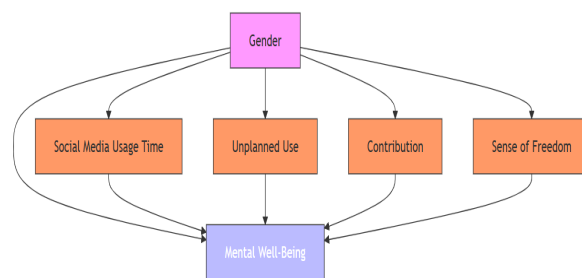 Gender
Social Media Usage Time
Unplanned Use
Contribution
Sense of Freedom
Mental Well-Being